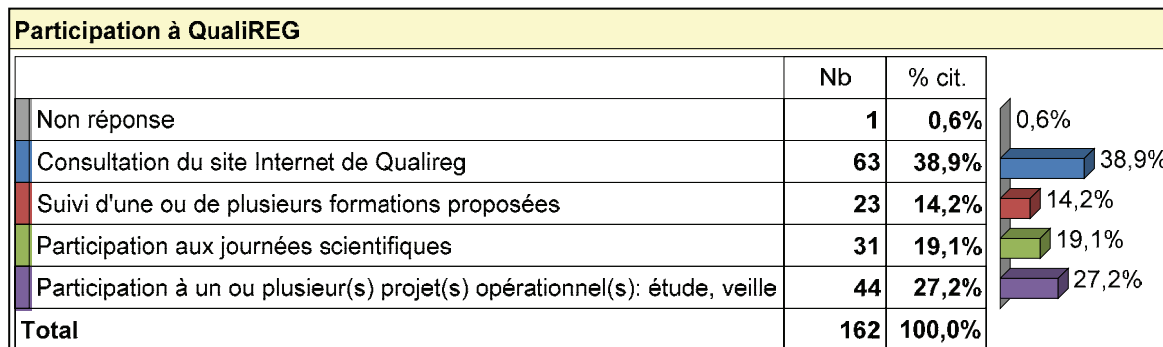 Participation à QualiREG
Nb % cit.
Non réponse 1 0,6% 0,6%
Consultation du site Internet de Qualireg 63 38,9% 38,9%
Suivi d'une ou de plusieurs formations proposées 23 14,2% 14,2%
Participation aux journées scientifiques 31 19,1% 19,1%
Participation à un ou plusieur(s) projet(s) opérationnel(s): étude, veille 44 27,2% 27,2%
Total 162 100,0%